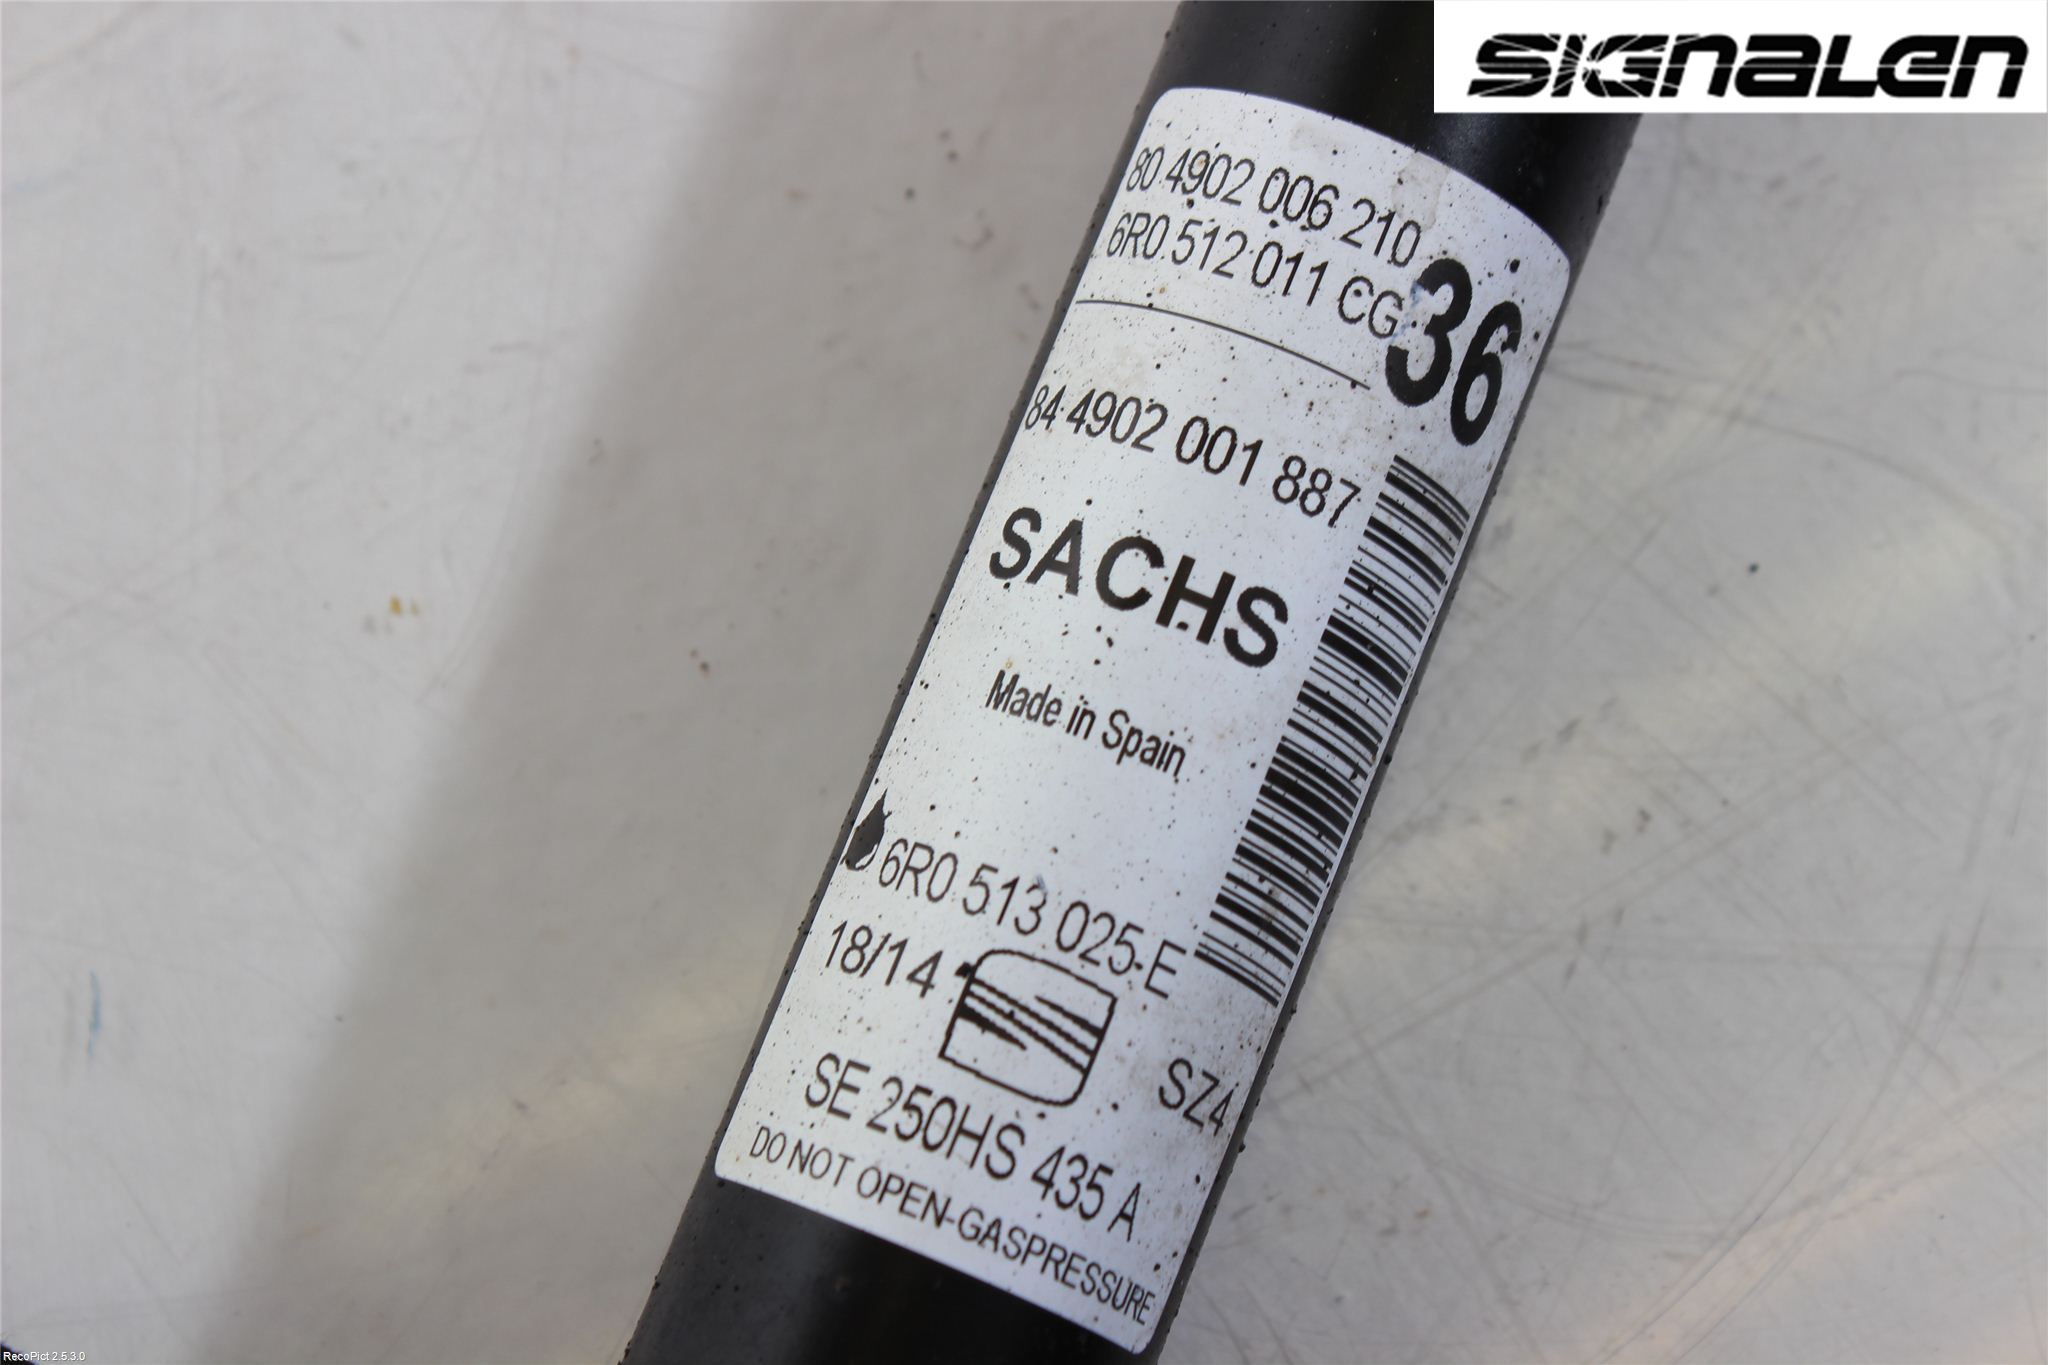 SIGNALEN
80 4902 006 210
6R0 512 011 CG
36
84 4902 001 887
SACHS
Made in Spain
6R0 513 025 E
18/14
SZ4
SE 250HS 435 A
DO NOT OPEN-GASPRESSURE
RecoPict 2.5.3.0